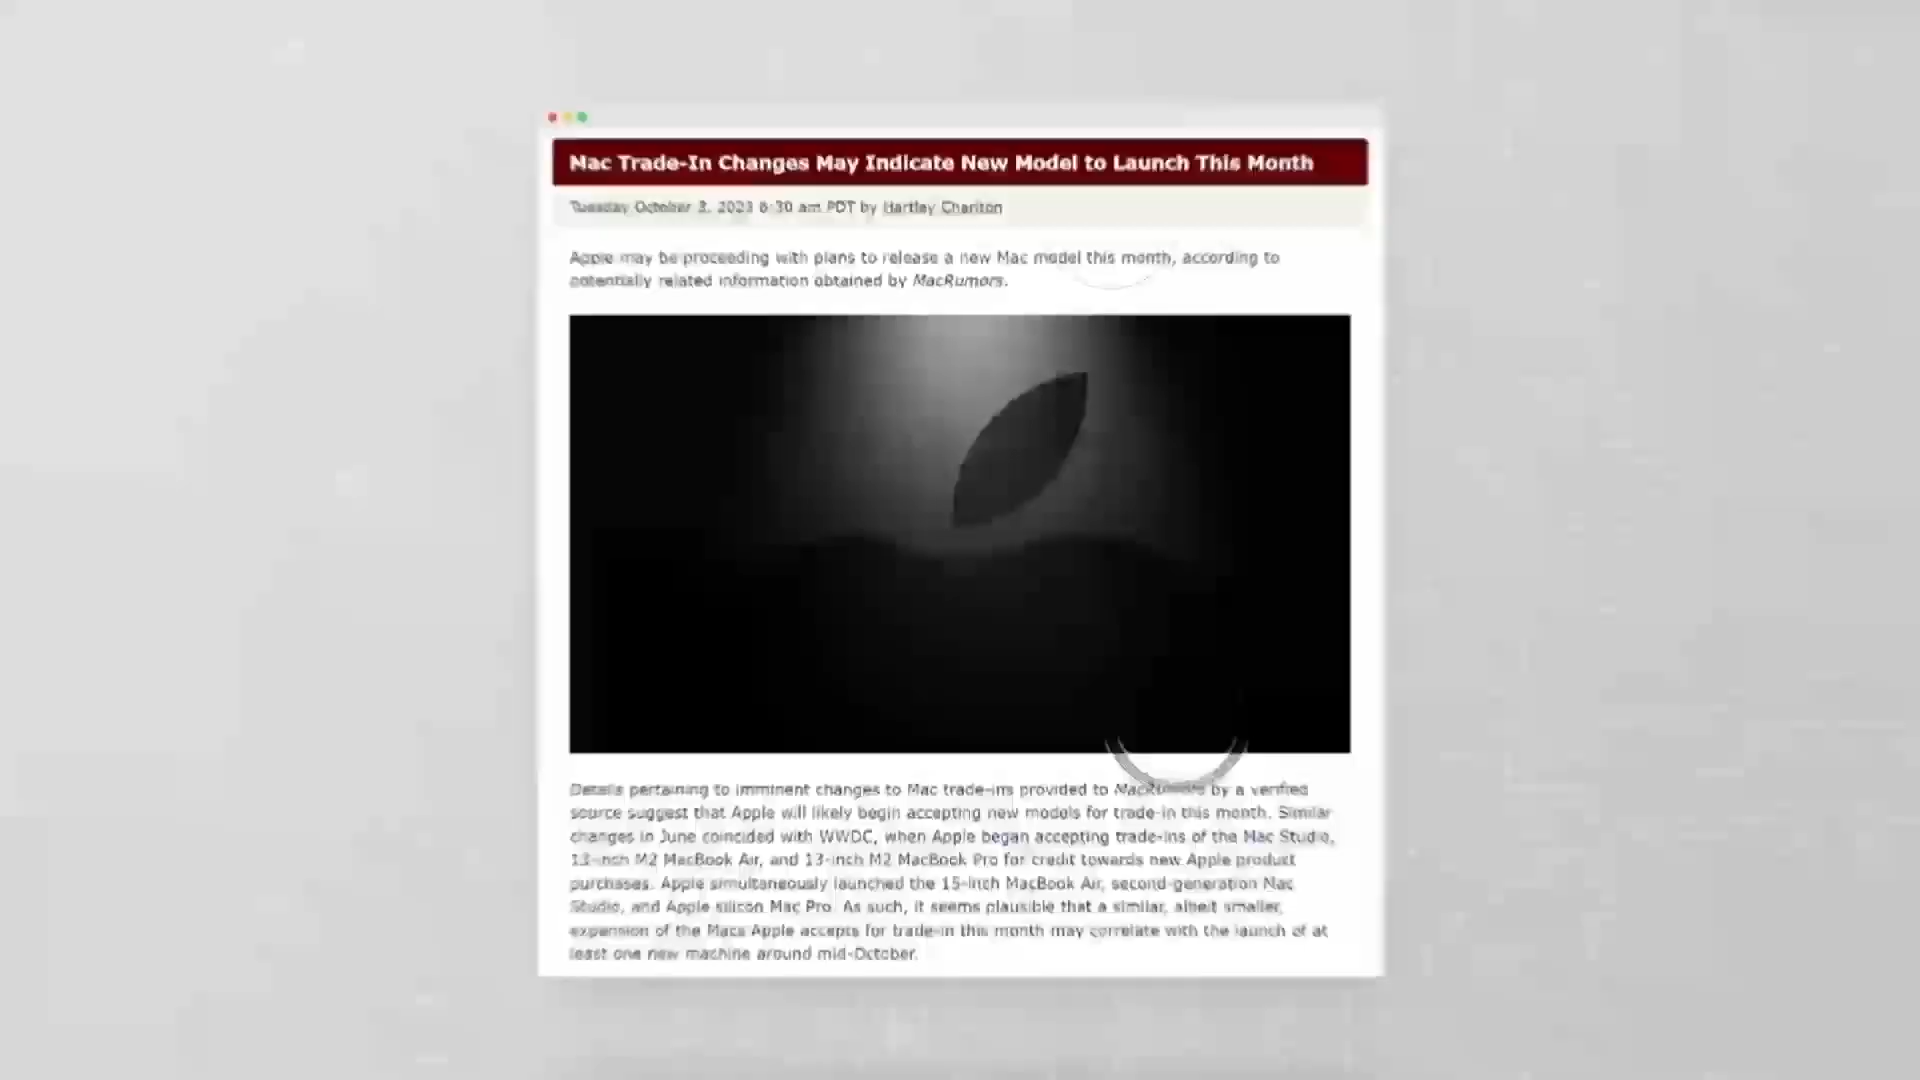 Mac Trade-In Changes May Indicate New Model to Launch This Month
Tuesday October 3, 2023 6:30 am PDT by Hartley Charlton
Apple may be proceeding with plans to release a new Mac model this month, according to
potentially related information obtained by MacRumors.
Details pertaining to imminent changes to Mac trade-ins provided to MacRumors by a verified
source suggest that Apple will likely begin accepting new models for trade-in this month. Similar
changes in June coincided with WWDC, when Apple began accepting trade-ins of the Mac Studio,
13-inch M2 MacBook Air, and 13-inch M2 MacBook Pro for credit towards new Apple product
purchases. Apple simultaneously launched the 15-inch MacBook Air, second-generation Mac
Studio, and Apple silicon Mac Pro. As such, it seems plausible that a similar, albeit smaller,
expansion of the Macs Apple accepts for trade-in this month may correlate with the launch of at
least one new machine around mid-October.